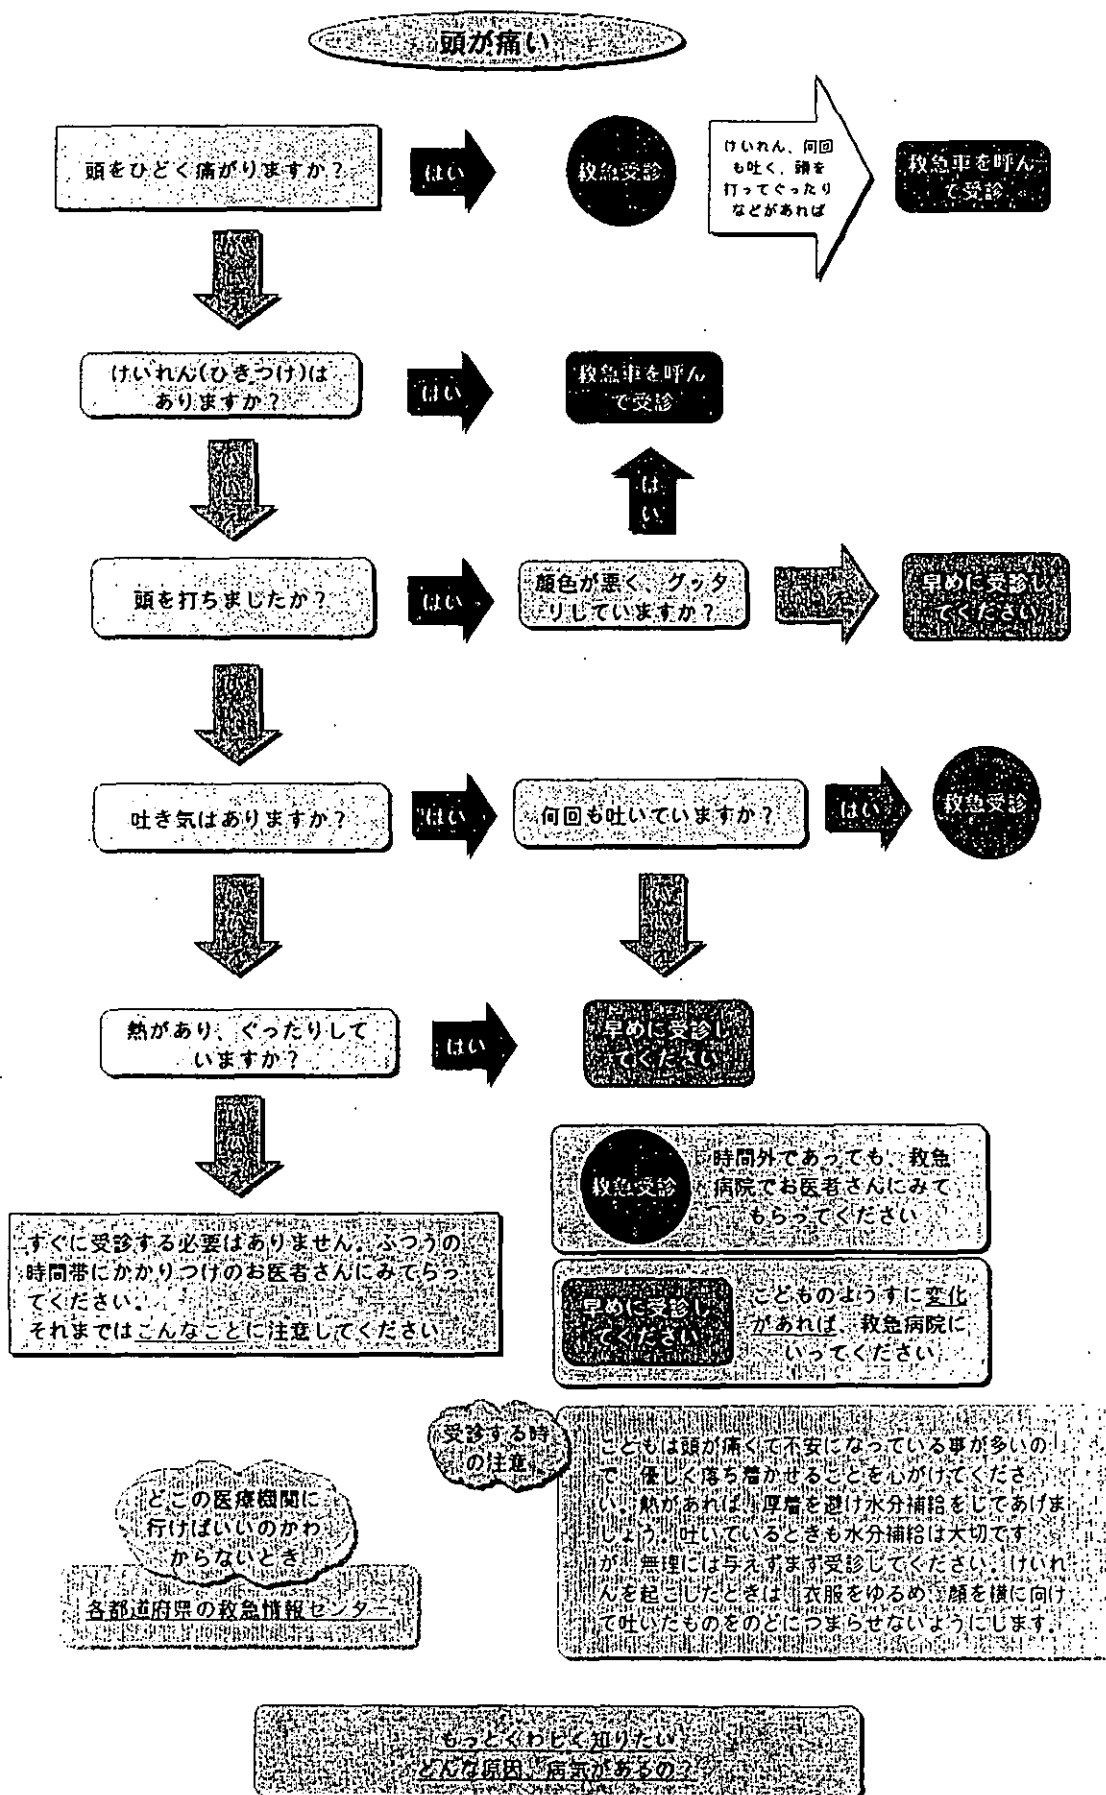 頭が痛い
頭をひどく痛がりますか？
はい
救急受診
けいれん、何回
も吐く、頭を
打ってぐったり
などがあれば
救急車を呼ん
で受診
いいえ
けいれん(ひきつけ)は
ありますか？
はい
救急車を呼ん
で受診
いいえ
はい
頭を打ちましたか？
はい
顔色が悪く、グッタ
リしていますか？
いいえ
早めに受診し
てください
いいえ
吐き気はありますか？
はい
何回も吐いていますか？
はい
救急受診
いいえ
いいえ
熱があり、ぐったりして
いますか？
はい
早めに受診し
てください
いいえ
救急受診
時間外であっても、救急
病院でお医者さんにみて
もらってください
すぐに受診する必要はありません。ふつうの
時間帯にかかりつけのお医者さんにみてらっ
てください。
それまではこんなことに注意してください
早めに受診し
てください
こどものようすに変化
があれば、救急病院に
いってください
受診する時
の注意
こどもは頭が痛くて不安になっている事が多いの
で、優しく落ち着かせることを心がけてくださ
い。熱があれば、厚着を避け水分補給をしてあげま
しょう。吐いているときも水分補給は大切です
が、無理には与えずまず受診してください。けいれ
んを起こしたときは、衣服をゆるめ、顔を横に向け
て吐いたものをのどにつまらせないようにします。
どこの医療機関に
行けばいいのかわ
からないとき
各都道府県の救急情報センター
もっとくわしく知りたい
どんな原因、病気があるの？